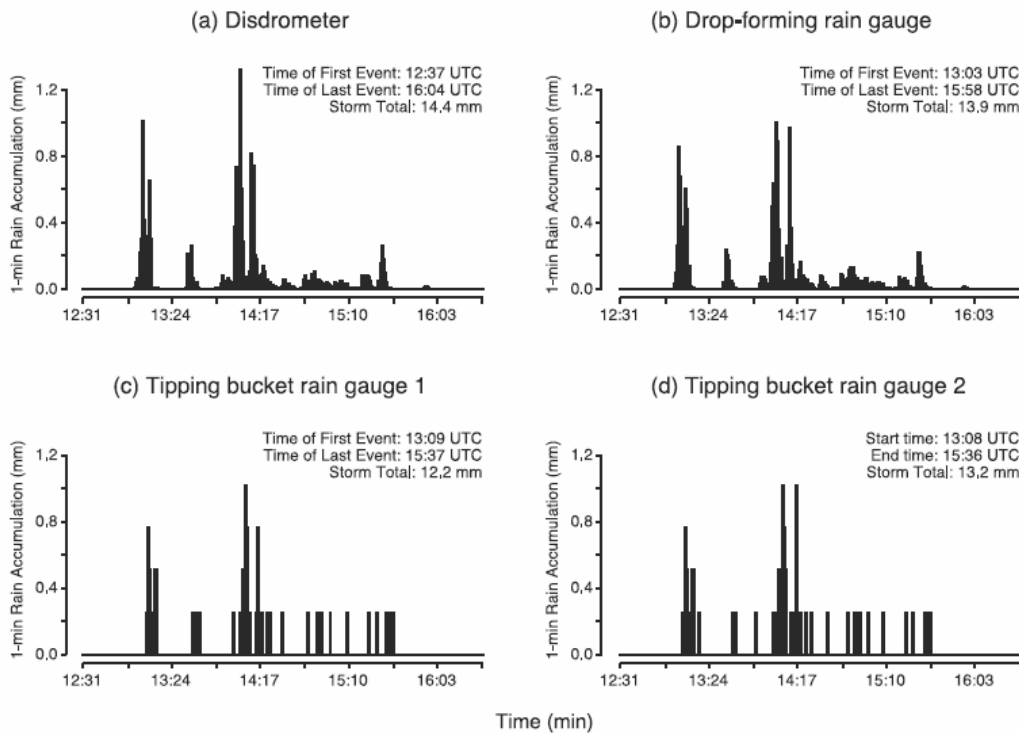 (a) Disdrometer
1-min Rain Accumulation (mm)
Time of First Event: 12:37 UTC
Time of Last Event: 16:04 UTC
Storm Total: 14.4 mm
1.2
0.8
0.4
0.0
12:31 13:24 14:17 15:10 16:03
(b) Drop-forming rain gauge
1-min Rain Accumulation (mm)
Time of First Event: 13:03 UTC
Time of Last Event: 15:58 UTC
Storm Total: 13.9 mm
1.2
0.8
0.4
0.0
12:31 13:24 14:17 15:10 16:03
(c) Tipping bucket rain gauge 1
1-min Rain Accumulation (mm)
Time of First Event: 13:09 UTC
Time of Last Event: 15:37 UTC
Storm Total: 12.2 mm
1.2
0.8
0.4
0.0
12:31 13:24 14:17 15:10 16:03
(d) Tipping bucket rain gauge 2
1-min Rain Accumulation (mm)
Start time: 13:08 UTC
End time: 15:36 UTC
Storm Total: 13.2 mm
1.2
0.8
0.4
0.0
12:31 13:24 14:17 15:10 16:03
Time (min)